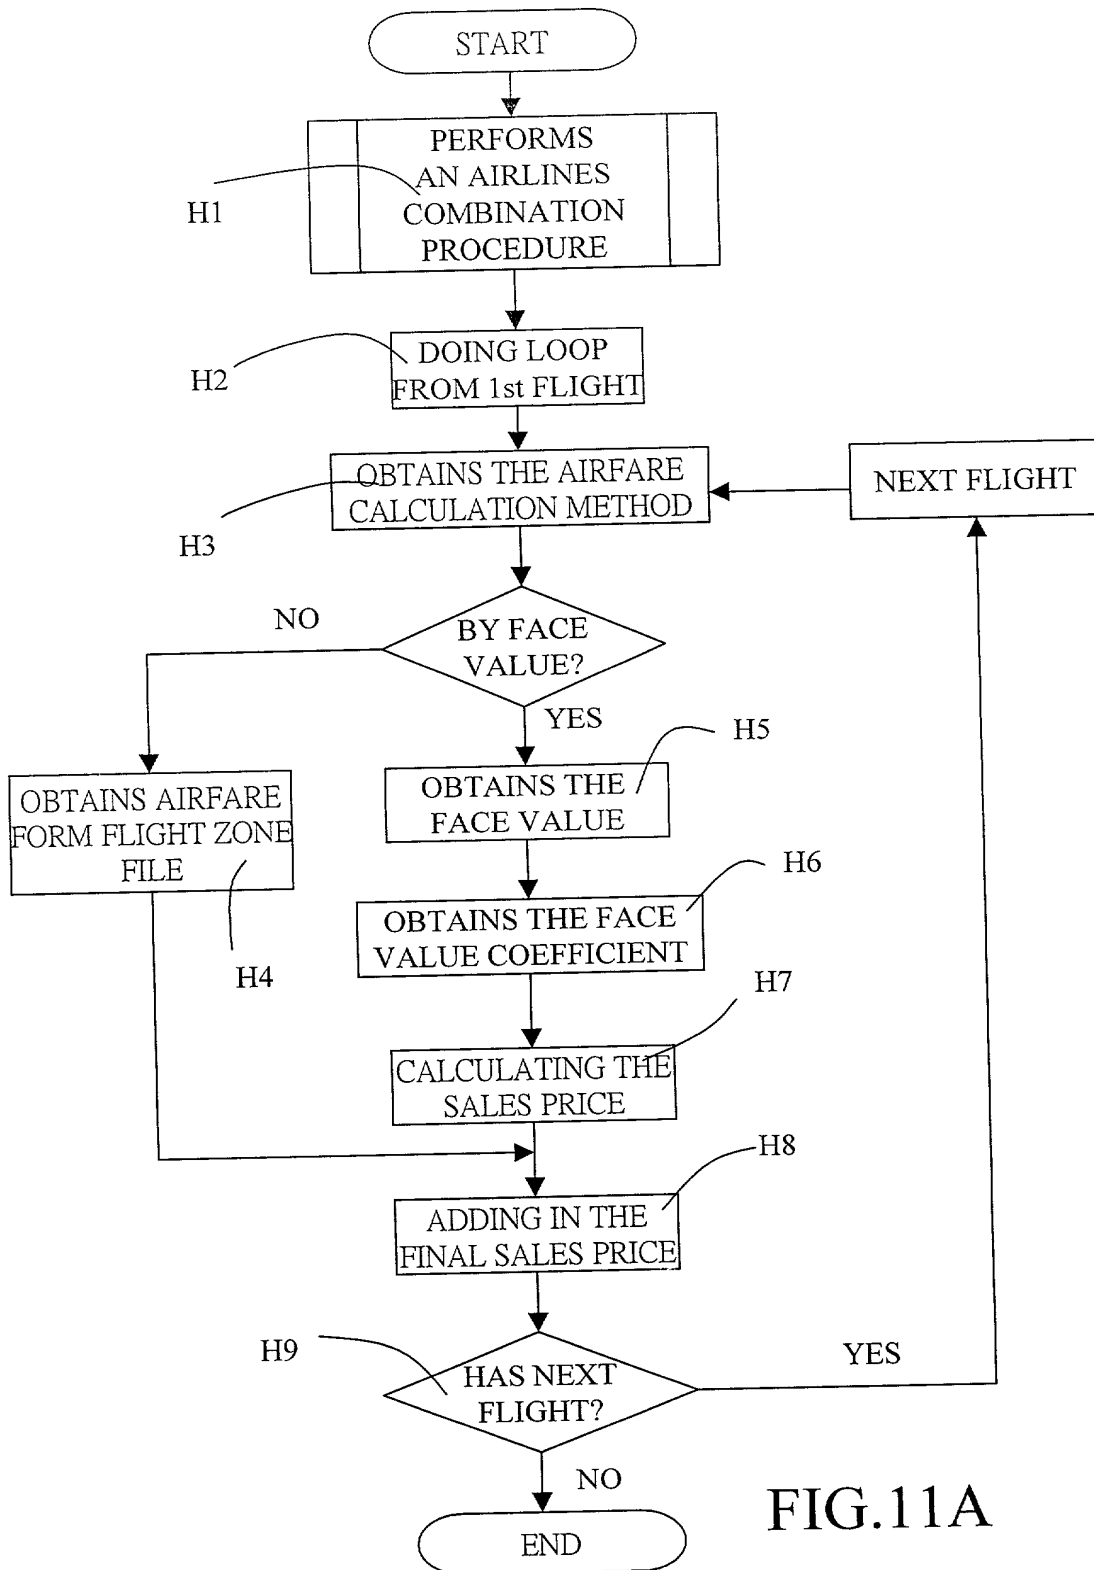 START
PERFORMS
AN AIRLINES
COMBINATION
PROCEDURE
H1
DOING LOOP
FROM 1st FLIGHT
H2
OBTAINS THE AIRFARE
CALCULATION METHOD
H3
NEXT FLIGHT
BY FACE
VALUE?
NO
YES
H5
OBTAINS THE
FACE VALUE
OBTAINS AIRFARE
FORM FLIGHT ZONE
FILE
H4
H6
OBTAINS THE FACE
VALUE COEFFICIENT
H7
CALCULATING THE
SALES PRICE
H8
ADDING IN THE
FINAL SALES PRICE
H9
HAS NEXT
FLIGHT?
YES
NO
END
FIG.11A